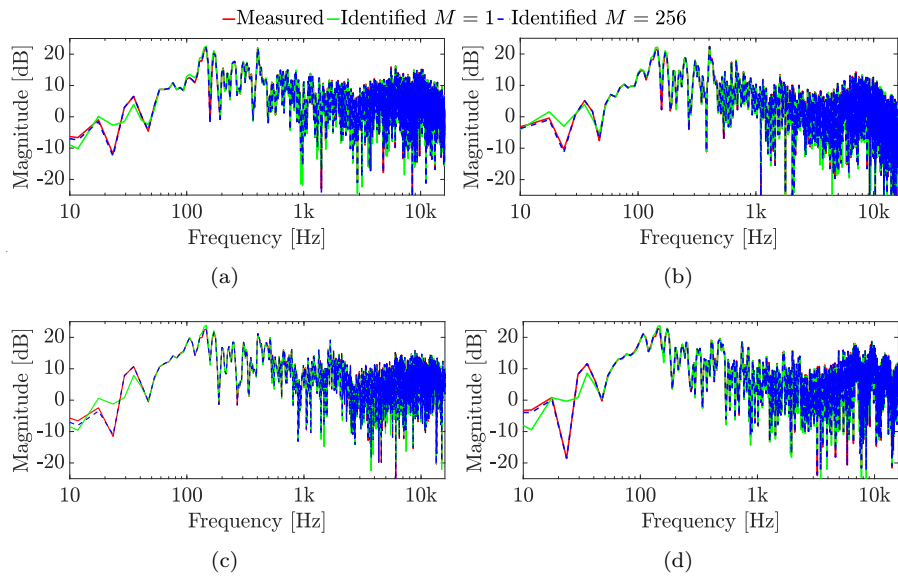 Measured Identified M = 1 Identified M = 256
Magnitude [dB]
20
10
0
-10
-20
10 100 1k 10k
Frequency [Hz]
(a)
Magnitude [dB]
20
10
0
-10
-20
10 100 1k 10k
Frequency [Hz]
(b)
Magnitude [dB]
20
10
0
-10
-20
10 100 1k 10k
Frequency [Hz]
(c)
Magnitude [dB]
20
10
0
-10
-20
10 100 1k 10k
Frequency [Hz]
(d)